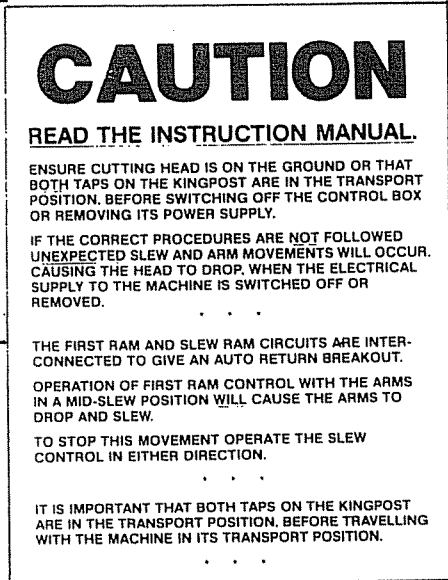 CAUTION
READ THE INSTRUCTION MANUAL.
ENSURE CUTTING HEAD IS ON THE GROUND OR THAT
BOTH TAPS ON THE KINGPOST ARE IN THE TRANSPORT
POSITION. BEFORE SWITCHING OFF THE CONTROL BOX
OR REMOVING ITS POWER SUPPLY.
IF THE CORRECT PROCEDURES ARE NOT FOLLOWED
UNEXPECTED SLEW AND ARM MOVEMENTS WILL OCCUR.
CAUSING THE HEAD TO DROP, WHEN THE ELECTRICAL
SUPPLY TO THE MACHINE IS SWITCHED OFF OR
REMOVED.
. . .
THE FIRST RAM AND SLEW RAM CIRCUITS ARE INTER-
CONNECTED TO GIVE AN AUTO RETURN BREAKOUT.
OPERATION OF FIRST RAM CONTROL WITH THE ARMS
IN A MID-SLEW POSITION WILL CAUSE THE ARMS TO
DROP AND SLEW.
TO STOP THIS MOVEMENT OPERATE THE SLEW
CONTROL IN EITHER DIRECTION.
. . .
IT IS IMPORTANT THAT BOTH TAPS ON THE KINGPOST
ARE IN THE TRANSPORT POSITION. BEFORE TRAVELLING
WITH THE MACHINE IN ITS TRANSPORT POSITION.
. . .